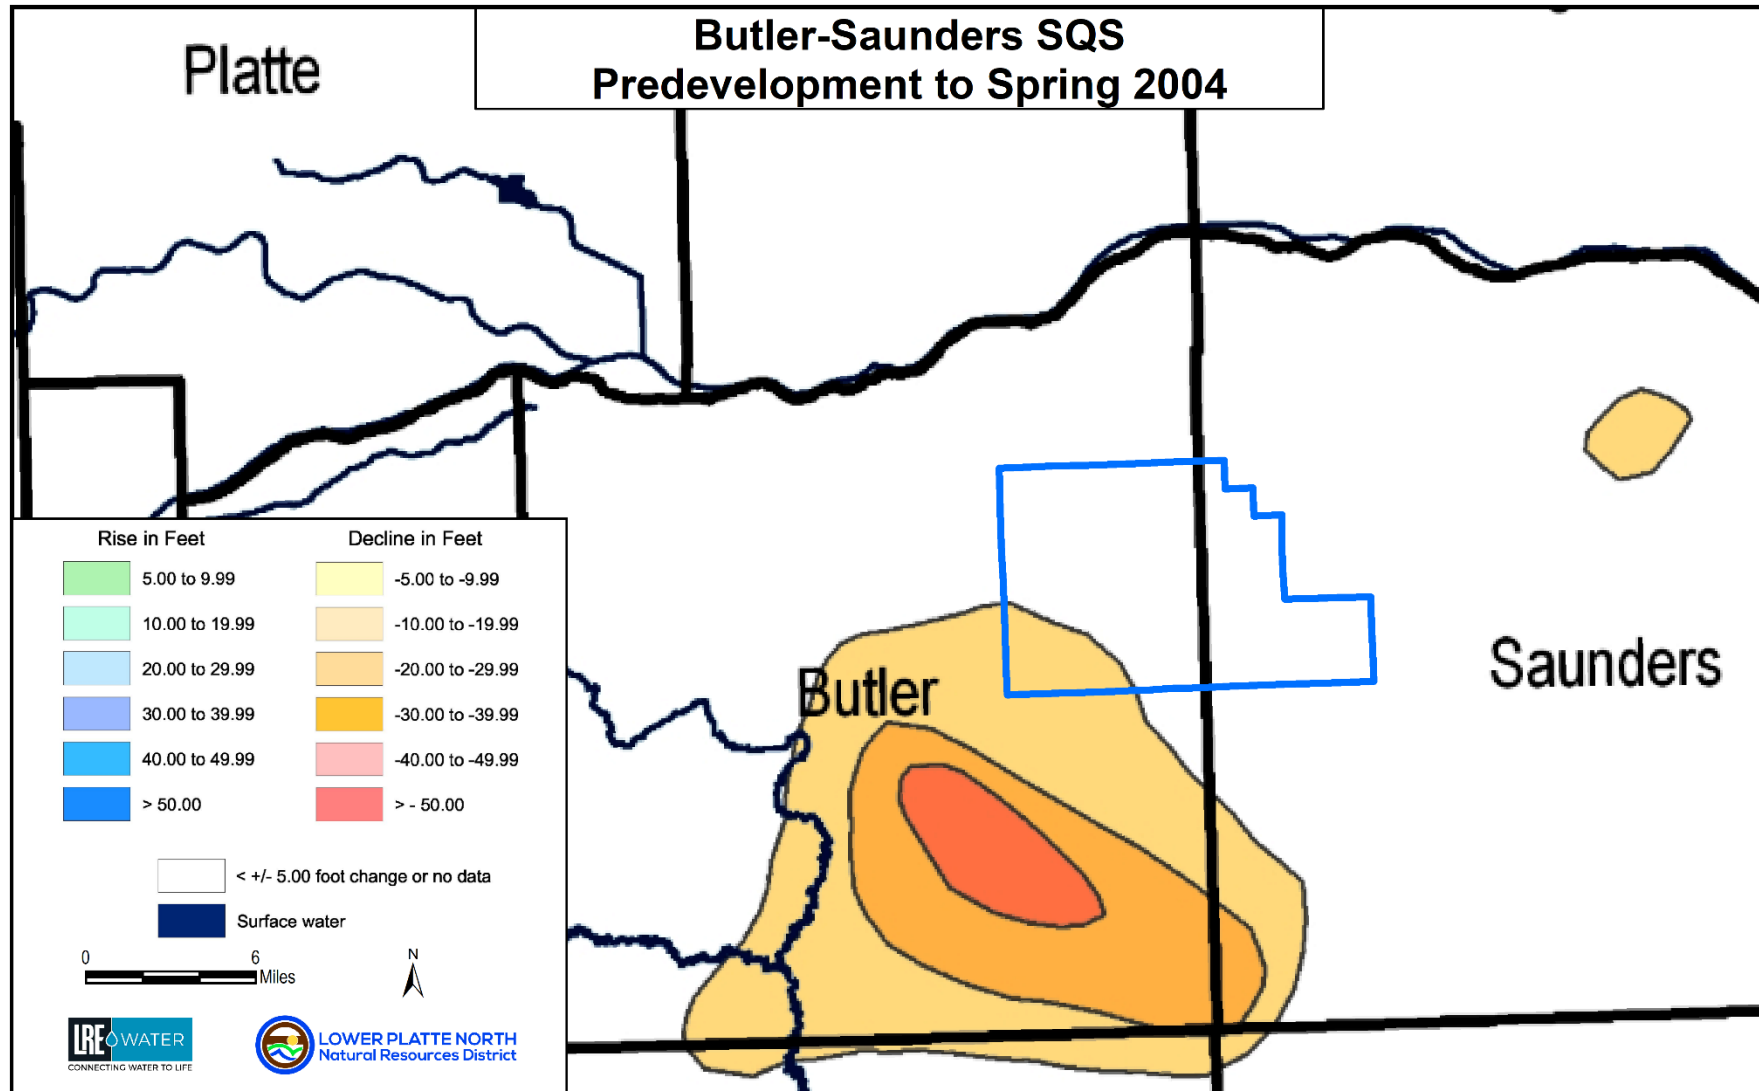 Butler-Saunders SQS
Predevelopment to Spring 2004
Platte
Butler
Saunders
Rise in Feet
5.00 to 9.99
10.00 to 19.99
20.00 to 29.99
30.00 to 39.99
40.00 to 49.99
> 50.00
Decline in Feet
-5.00 to -9.99
-10.00 to -19.99
-20.00 to -29.99
-30.00 to -39.99
-40.00 to -49.99
> - 50.00
< +/- 5.00 foot change or no data
Surface water
0 6
Miles
N
LRE WATER
CONNECTING WATER TO LIFE
LOWER PLATTE NORTH
Natural Resources District